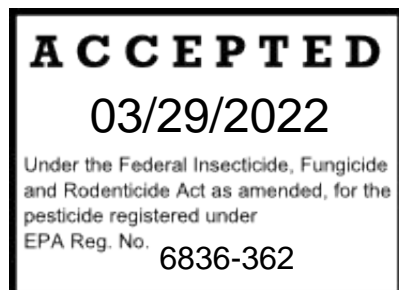 ACCEPTED
03/29/2022
Under the Federal Insecticide, Fungicide
and Rodenticide Act as amended, for the
pesticide registered under
EPA Reg. No. 6836-362